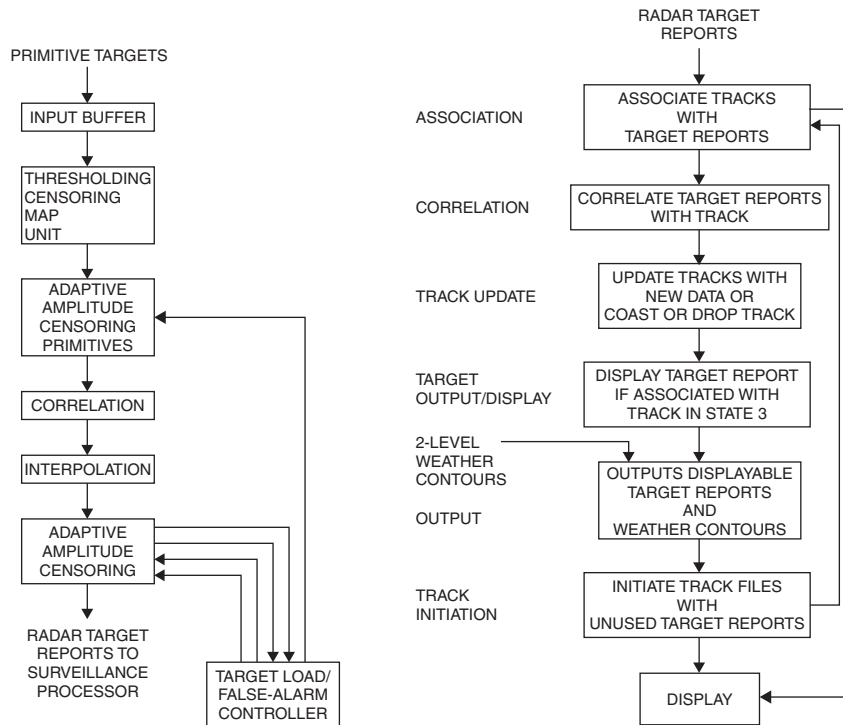 PRIMITIVE TARGETS
INPUT BUFFER
THRESHOLDING
CENSORING
MAP
UNIT
ADAPTIVE
AMPLITUDE
CENSORING
PRIMITIVES
CORRELATION
INTERPOLATION
ADAPTIVE
AMPLITUDE
CENSORING
RADAR TARGET
REPORTS TO
SURVEILLANCE
PROCESSOR
TARGET LOAD/
FALSE-ALARM
CONTROLLER
RADAR TARGET
REPORTS
ASSOCIATION
ASSOCIATE TRACKS
WITH
TARGET REPORTS
CORRELATION
CORRELATE TARGET REPORTS
WITH TRACK
TRACK UPDATE
UPDATE TRACKS WITH
NEW DATA OR
COAST OR DROP TRACK
TARGET
OUTPUT/DISPLAY
DISPLAY TARGET REPORT
IF ASSOCIATED WITH
TRACK IN STATE 3
2-LEVEL
WEATHER
CONTOURS
OUTPUT
OUTPUTS DISPLAYABLE
TARGET REPORTS
AND
WEATHER CONTOURS
TRACK
INITIATION
INITIATE TRACK FILES
WITH
UNUSED TARGET REPORTS
DISPLAY